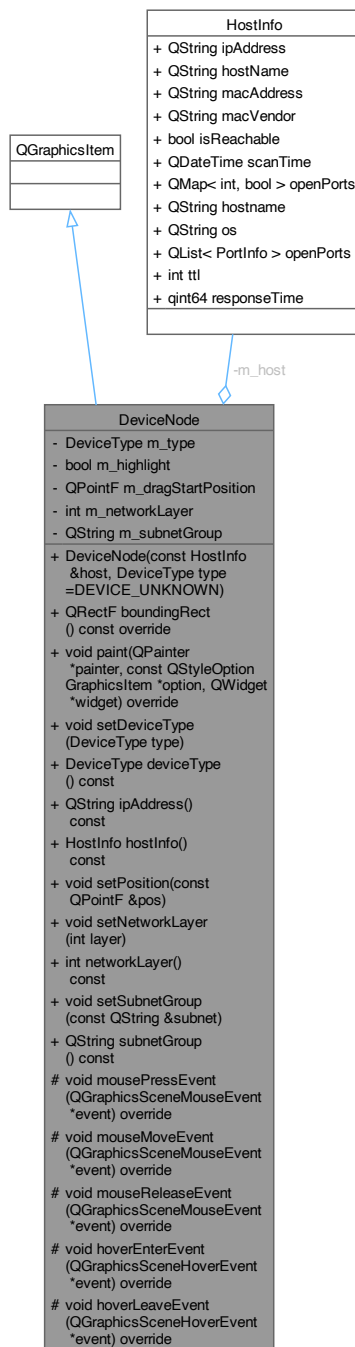 HostInfo
+ QString ipAddress
+ QString hostName
+ QString macAddress
+ QString macVendor
+ bool isReachable
+ QDateTime scanTime
+ QMap< int, bool > openPorts
+ QString hostname
+ QString os
+ QList< PortInfo > openPorts
+ int ttl
+ qint64 responseTime
QGraphicsItem
-m_host
DeviceNode
- DeviceType m_type
- bool m_highlight
- QPointF m_dragStartPosition
- int m_networkLayer
- QString m_subnetGroup
+ DeviceNode(const HostInfo
&host, DeviceType type
=DEVICE_UNKNOWN)
+ QRectF boundingRect
() const override
+ void paint(QPainter
*painter, const QStyleOption
GraphicsItem *option, QWidget
*widget) override
+ void setDeviceType
(DeviceType type)
+ DeviceType deviceType
() const
+ QString ipAddress()
const
+ HostInfo hostInfo()
const
+ void setPosition(const
QPointF &pos)
+ void setNetworkLayer
(int layer)
+ int networkLayer()
const
+ void setSubnetGroup
(const QString &subnet)
+ QString subnetGroup
() const
# void mousePressEvent
(QGraphicsSceneMouseEvent
*event) override
# void mouseMoveEvent
(QGraphicsSceneMouseEvent
*event) override
# void mouseReleaseEvent
(QGraphicsSceneMouseEvent
*event) override
# void hoverEnterEvent
(QGraphicsSceneHoverEvent
*event) override
# void hoverLeaveEvent
(QGraphicsSceneHoverEvent
*event) override